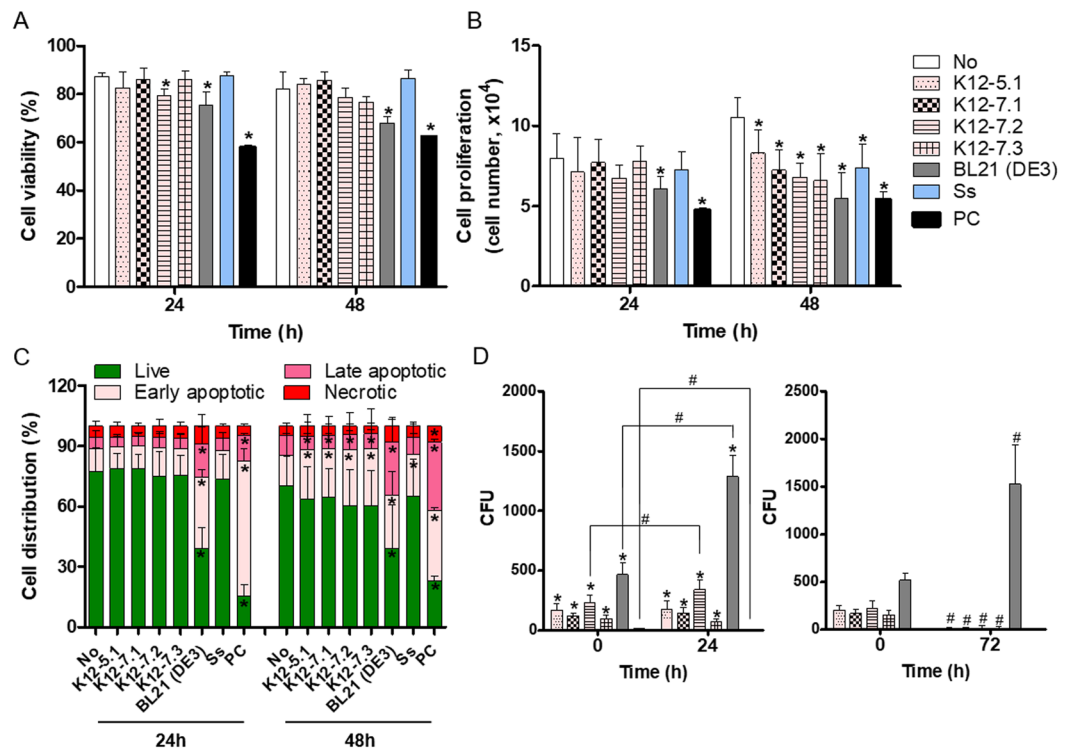 A
Cell viability (%)
100
80
60
40
20
0
* * * *
*
24
48
Time (h)
B
Cell proliferation
(cell number, x10⁴)
15
10
5
0
* * * * * * * * *
24
48
Time (h)
No
K12-5.1
K12-7.1
K12-7.2
K12-7.3
BL21 (DE3)
Ss
PC
C
Live
Early apoptotic
Late apoptotic
Necrotic
Cell distribution (%)
120
90
60
30
0
No
K12-5.1
K12-7.1
K12-7.2
K12-7.3
BL21 (DE3)
Ss
PC
No
K12-5.1
K12-7.1
K12-7.2
K12-7.3
BL21 (DE3)
Ss
PC
24h
48h
D
CFU
2000
1500
1000
500
0
#
#
#
* * * * *
* * * * *
0
24
Time (h)
CFU
2500
2000
1500
1000
500
0
#
# # # #
0
72
Time (h)